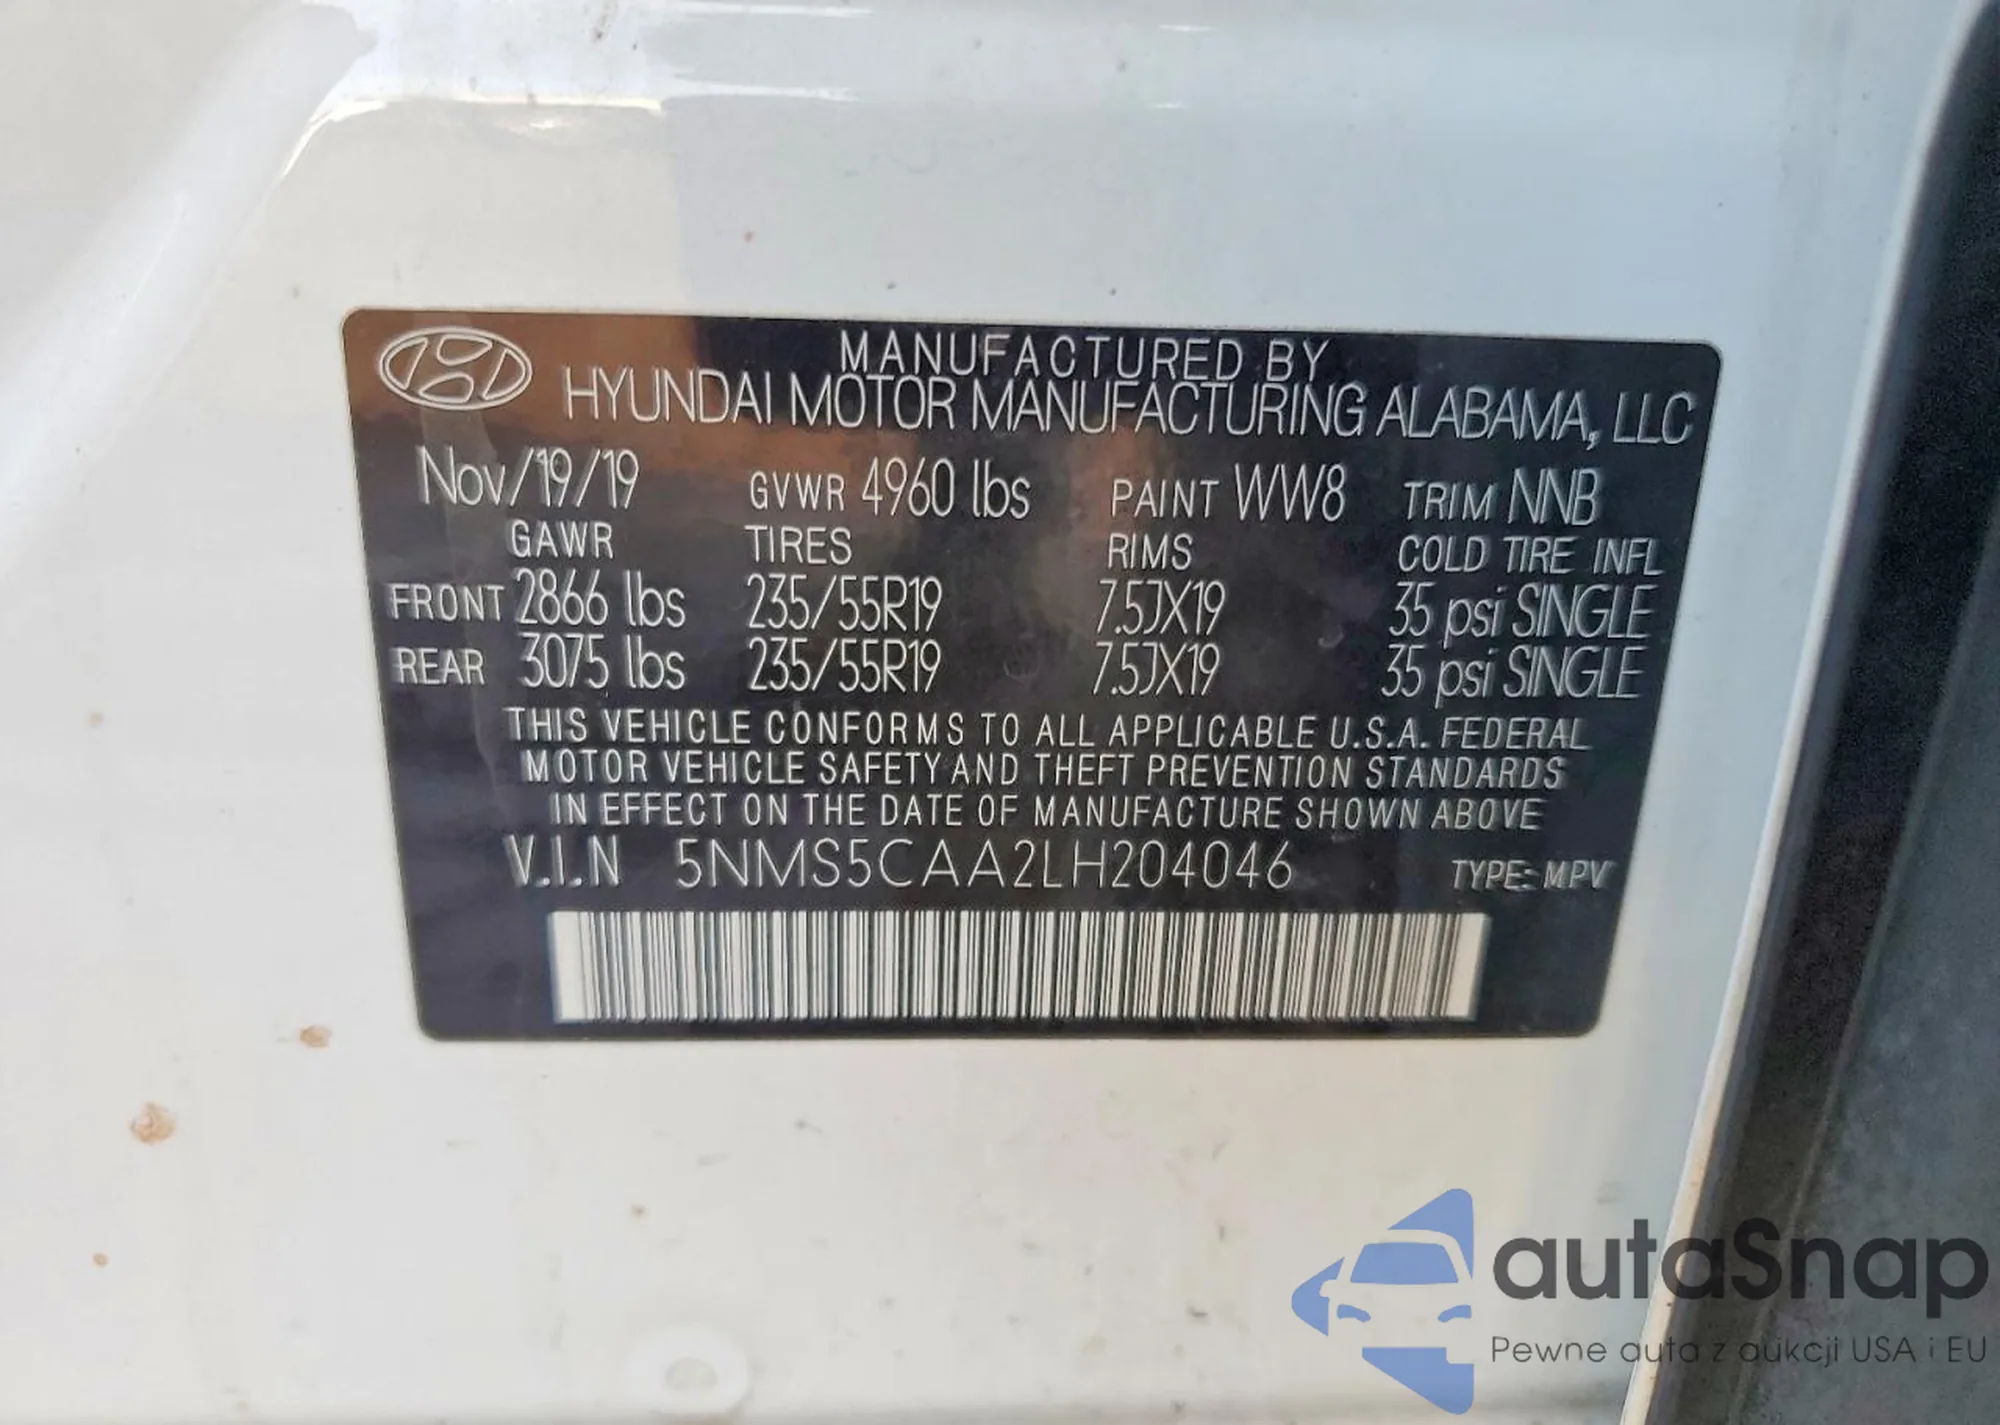 MANUFACTURED BY
HYUNDAI MOTOR MANUFACTURING ALABAMA, LLC
Nov/19/19 GVWR 4960 lbs PAINT WW8 TRIM NNB
GAWR TIRES RIMS COLD TIRE INFL
FRONT 2866 lbs 235/55R19 7.5JX19 35 psi SINGLE
REAR 3075 lbs 235/55R19 7.5JX19 35 psi SINGLE
THIS VEHICLE CONFORMS TO ALL APPLICABLE U.S.A. FEDERAL
MOTOR VEHICLE SAFETY AND THEFT PREVENTION STANDARDS
IN EFFECT ON THE DATE OF MANUFACTURE SHOWN ABOVE
V.I.N 5NMS5CAA2LH204046 TYPE: MPV
autaSnap
Pewne auta z aukcji USA i EU